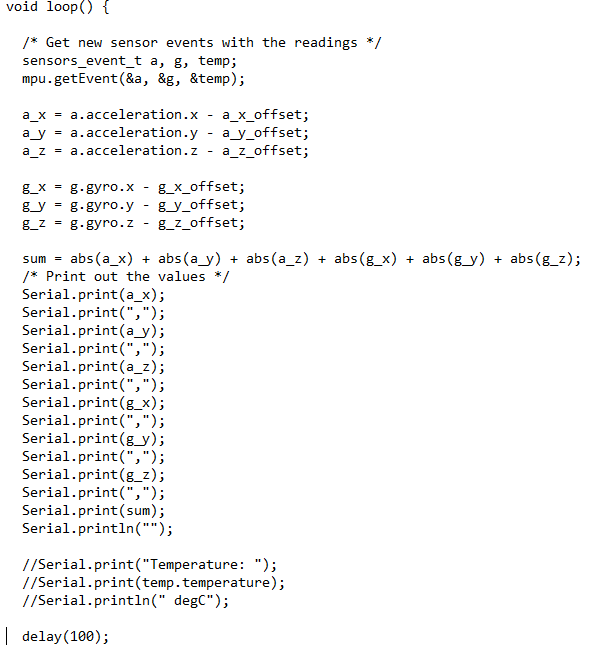 void loop() {

  /* Get new sensor events with the readings */
  sensors_event_t a, g, temp;
  mpu.getEvent(&a, &g, &temp);

  a_x = a.acceleration.x - a_x_offset;
  a_y = a.acceleration.y - a_y_offset;
  a_z = a.acceleration.z - a_z_offset;

  g_x = g.gyro.x - g_x_offset;
  g_y = g.gyro.y - g_y_offset;
  g_z = g.gyro.z - g_z_offset;

  sum = abs(a_x) + abs(a_y) + abs(a_z) + abs(g_x) + abs(g_y) + abs(g_z);
  /* Print out the values */
  Serial.print(a_x);
  Serial.print(",");
  Serial.print(a_y);
  Serial.print(",");
  Serial.print(a_z);
  Serial.print(",");
  Serial.print(g_x);
  Serial.print(",");
  Serial.print(g_y);
  Serial.print(",");
  Serial.print(g_z);
  Serial.print(",");
  Serial.print(sum);
  Serial.println("");

  //Serial.print("Temperature: ");
  //Serial.print(temp.temperature);
  //Serial.println(" degC");

  delay(100);